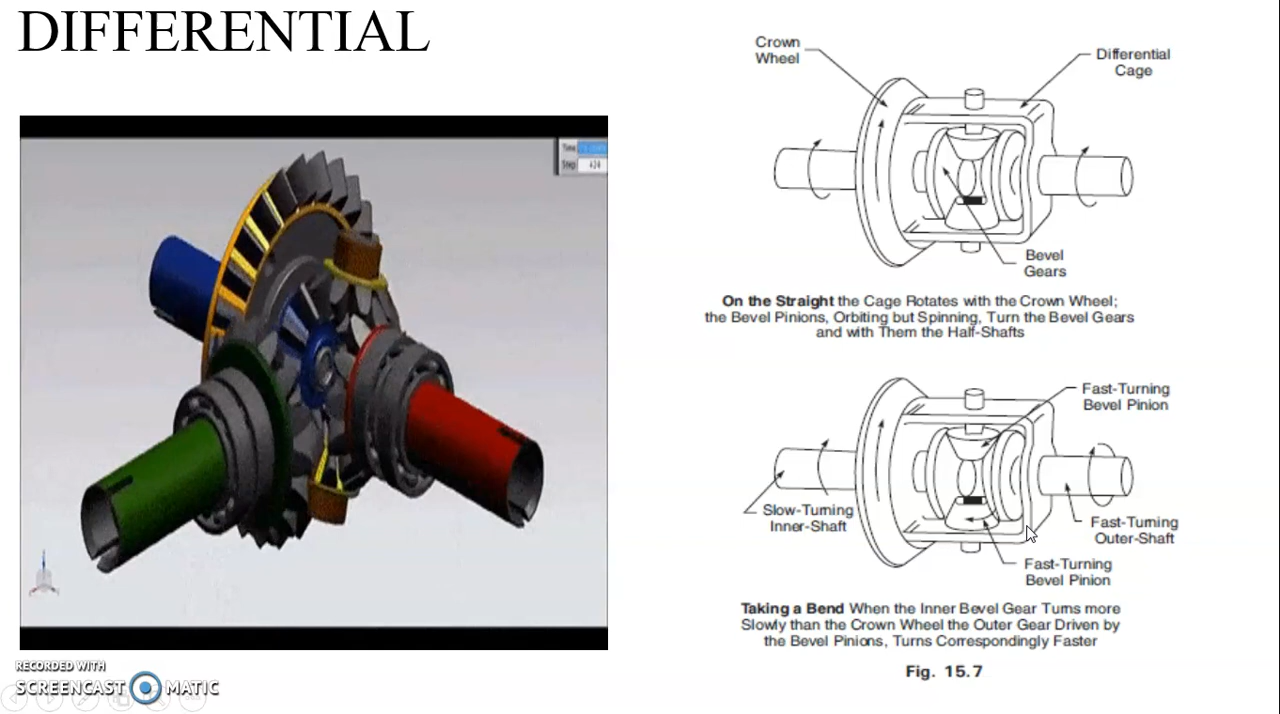 DIFFERENTIAL
Time
Step 424
Crown
Wheel
Differential
Cage
Bevel
Gears
On the Straight the Cage Rotates with the Crown Wheel;
the Bevel Pinions, Orbiting but Spinning, Turn the Bevel Gears
and with Them the Half-Shafts
Fast-Turning
Bevel Pinion
Slow-Turning
Inner-Shaft
Fast-Turning
Outer-Shaft
Fast-Turning
Bevel Pinion
Taking a Bend When the Inner Bevel Gear Turns more
Slowly than the Crown Wheel the Outer Gear Driven by
the Bevel Pinions, Turns Correspondingly Faster
Fig. 15.7
RECORDED WITH
SCREENCAST MATIC